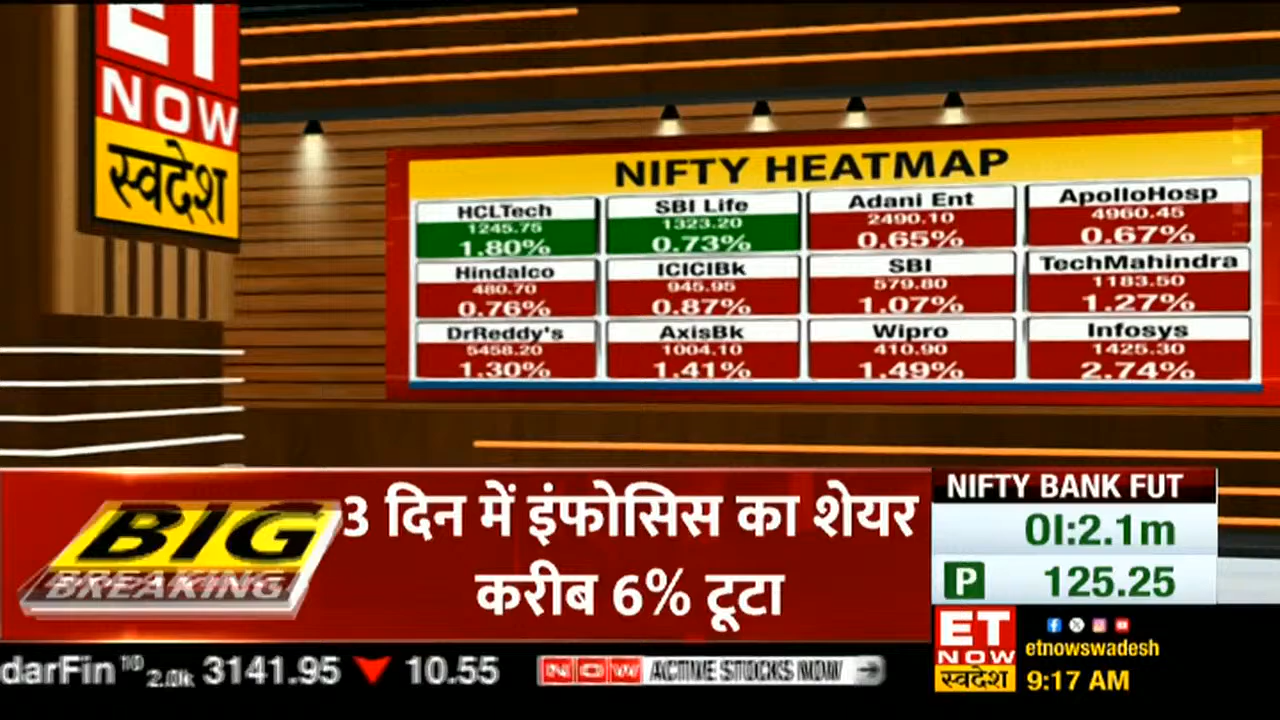 ET
NOW
स्वदेश
NIFTY HEATMAP
HCLTech
1245.75
1.80%
SBI Life
1323.20
0.73%
Adani Ent
2490.10
0.65%
ApolloHosp
4960.45
0.67%
Hindalco
480.70
0.76%
ICICIBk
945.95
0.87%
SBI
579.80
1.07%
TechMahindra
1183.50
1.27%
DrReddy's
5458.20
1.30%
AxisBk
1004.10
1.41%
Wipro
410.90
1.49%
Infosys
1425.30
2.74%
BIG
BREAKING
3 दिन में इंफोसिस का शेयर
करीब 6% टूटा
NIFTY BANK FUT
OI:2.1m
P 125.25
darFin 10 2.0k 3141.95 10.55
NOW ACTIVE STOCKS NOW
ET
NOW
स्वदेश
etnowswadesh
9:17 AM